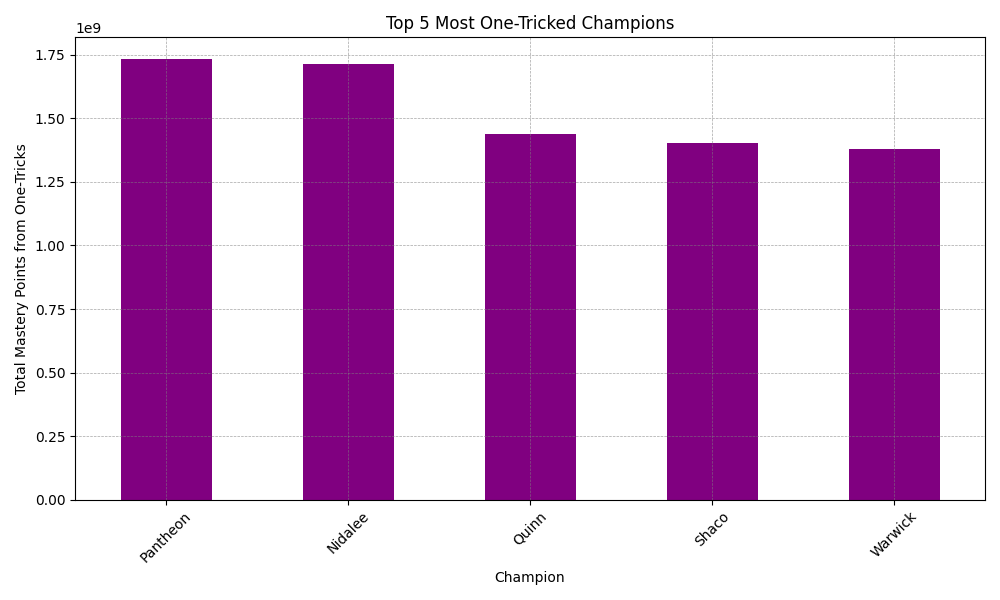 Top 5 Most One-Tricked Champions
1e9
Total Mastery Points from One-Tricks
1.75
1.50
1.25
1.00
0.75
0.50
0.25
0.00
Pantheon
Nidalee
Quinn
Shaco
Warwick
Champion